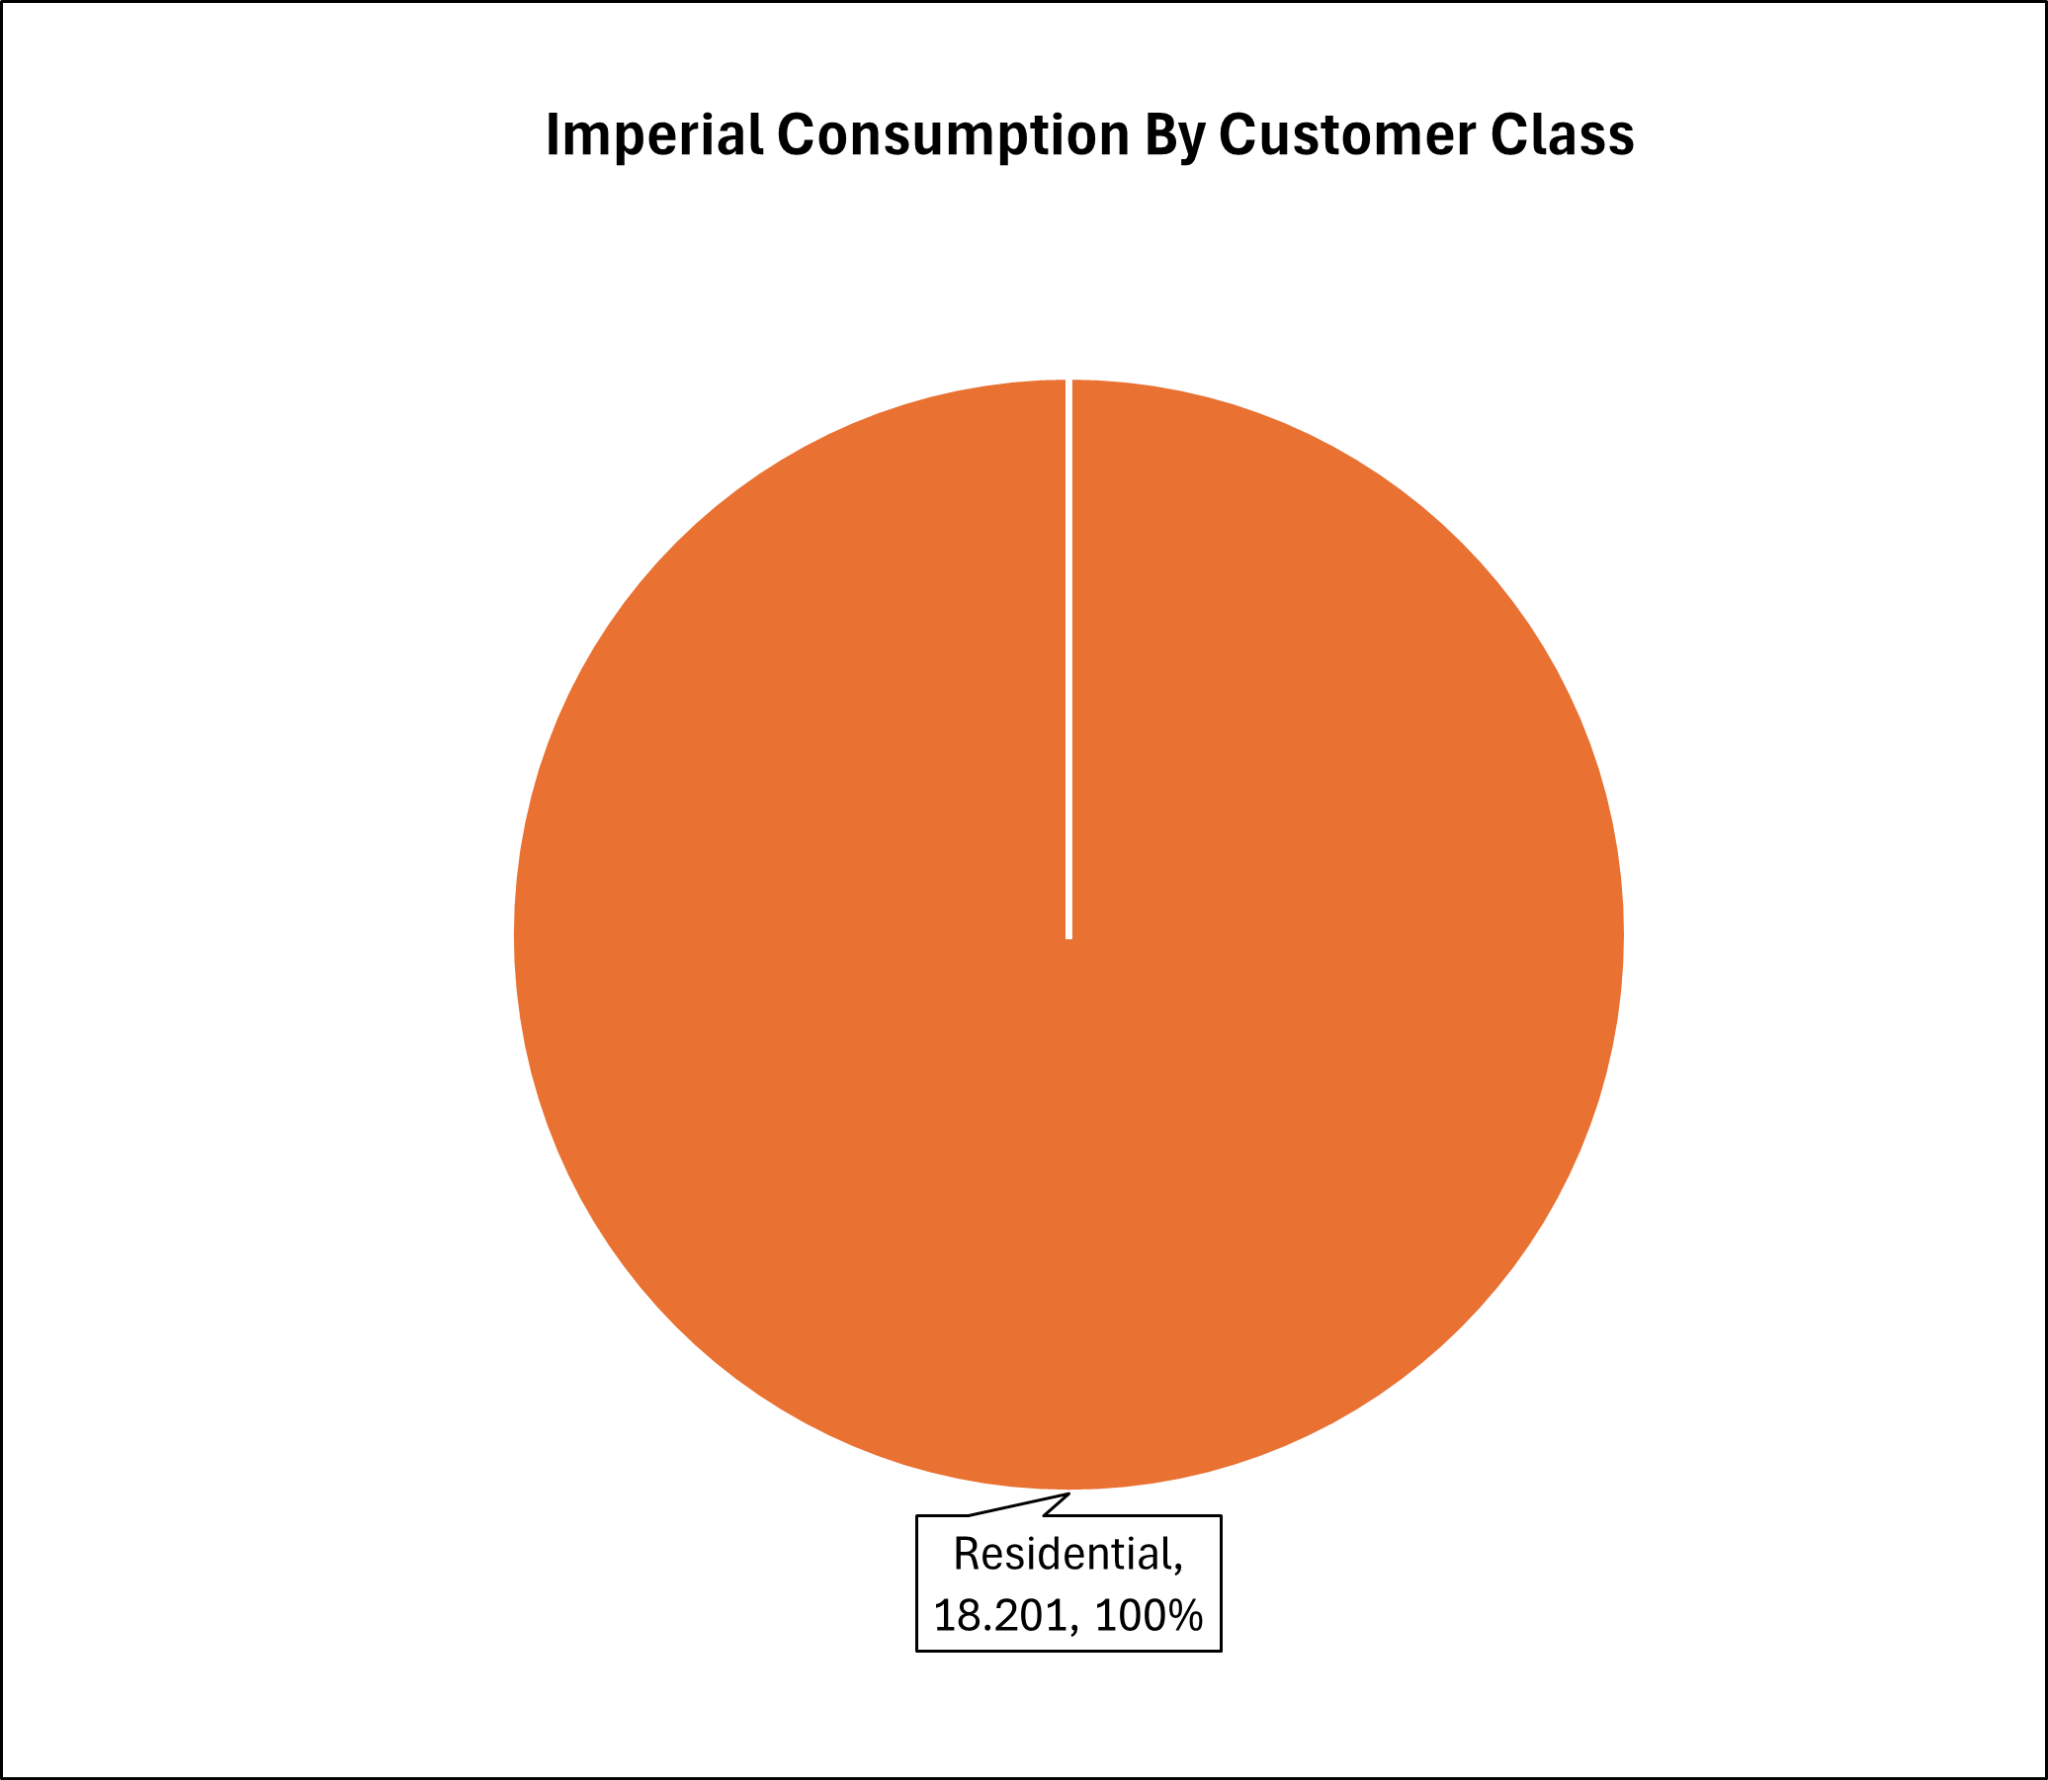 Imperial Consumption By Customer Class
Residential,
18.201, 100%